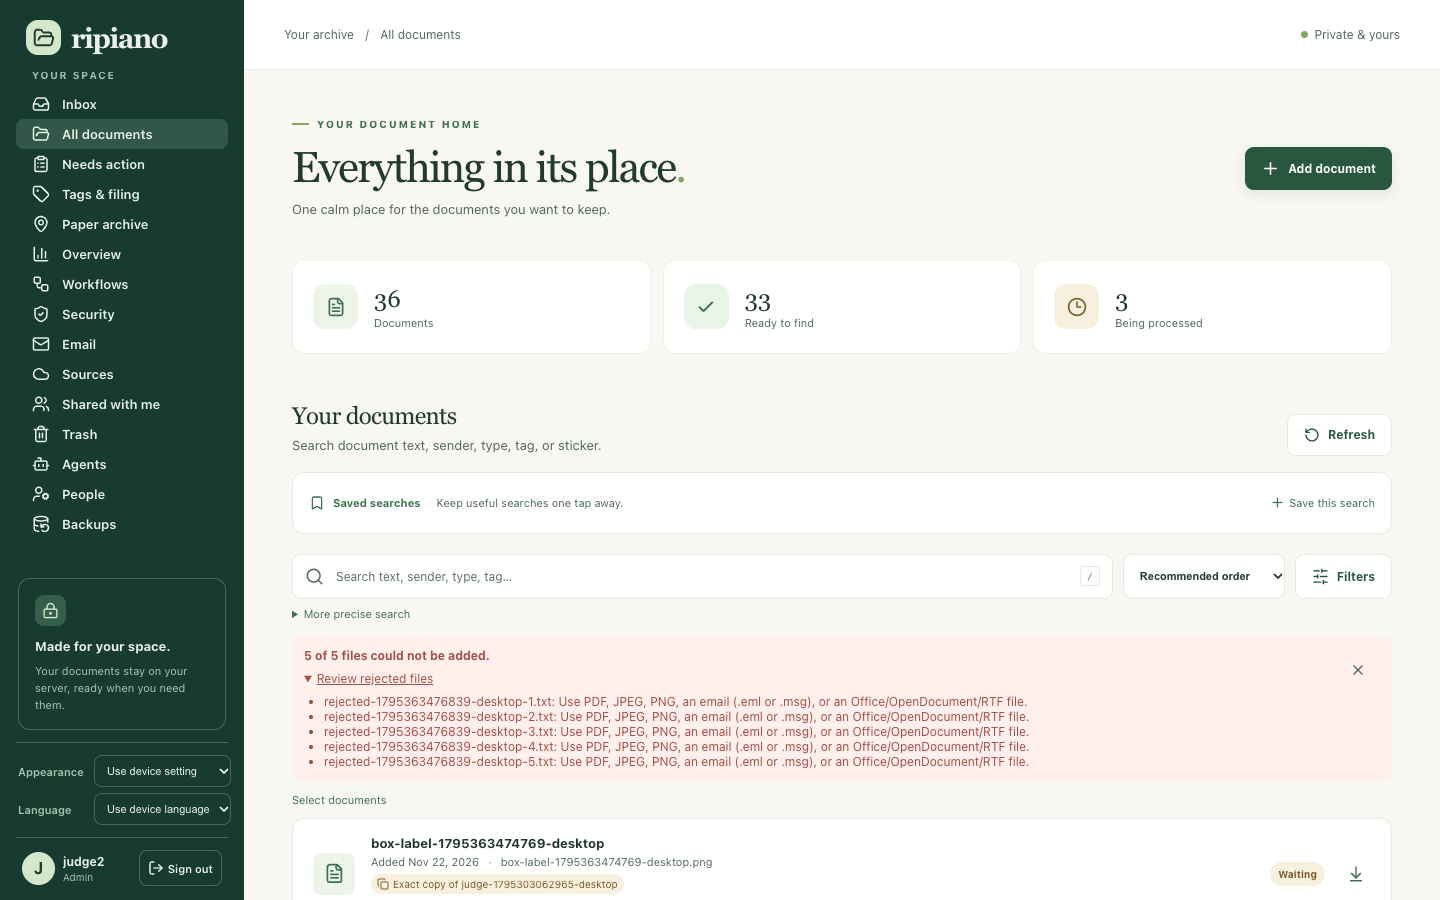 ripiano
YOUR SPACE
Inbox
All documents
Needs action
Tags & filing
Paper archive
Overview
Workflows
Security
Email
Sources
Shared with me
Trash
Agents
People
Backups
Made for your space.
Your documents stay on your
server, ready when you need
them.
Appearance Use device setting
Language Use device language
J judge2
Admin
Sign out
Your archive / All documents
Private & yours
YOUR DOCUMENT HOME
Everything in its place.
One calm place for the documents you want to keep.
Add document
36
Documents
33
Ready to find
3
Being processed
Your documents
Search document text, sender, type, tag, or sticker.
Refresh
Saved searches Keep useful searches one tap away.
Save this search
Search text, sender, type, tag... /
Recommended order
Filters
More precise search
5 of 5 files could not be added.
Review rejected files
rejected-1795363476839-desktop-1.txt: Use PDF, JPEG, PNG, an email (.eml or .msg), or an Office/OpenDocument/RTF file.
rejected-1795363476839-desktop-2.txt: Use PDF, JPEG, PNG, an email (.eml or .msg), or an Office/OpenDocument/RTF file.
rejected-1795363476839-desktop-3.txt: Use PDF, JPEG, PNG, an email (.eml or .msg), or an Office/OpenDocument/RTF file.
rejected-1795363476839-desktop-4.txt: Use PDF, JPEG, PNG, an email (.eml or .msg), or an Office/OpenDocument/RTF file.
rejected-1795363476839-desktop-5.txt: Use PDF, JPEG, PNG, an email (.eml or .msg), or an Office/OpenDocument/RTF file.
Select documents
box-label-1795363474769-desktop
Added Nov 22, 2026 · box-label-1795363474769-desktop.png
Exact copy of judge-1795303062965-desktop
Waiting